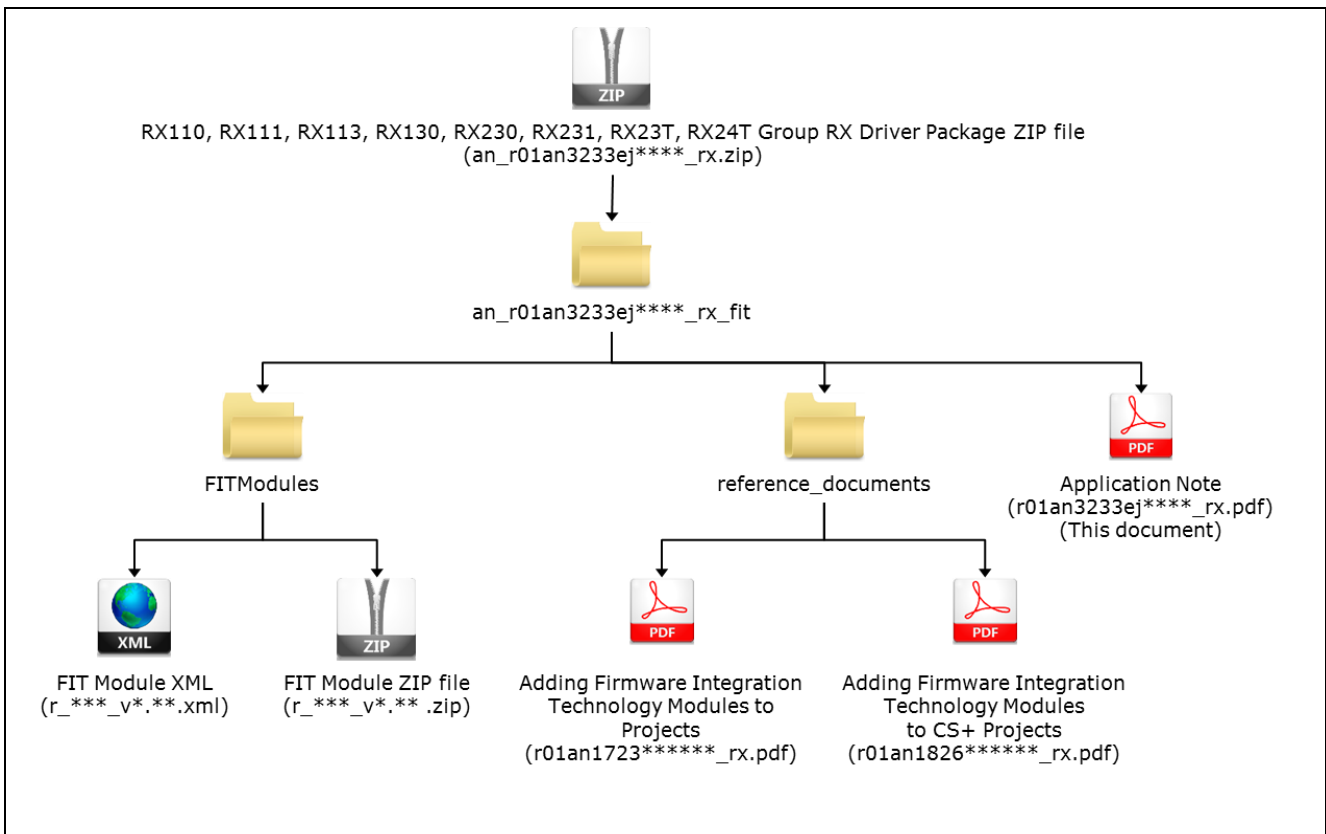 ZIP
RX110, RX111, RX113, RX130, RX230, RX231, RX23T, RX24T Group RX Driver Package ZIP file
(an_r01an3233ej****_rx.zip)
an_r01an3233ej****_rx_fit
FITModules
reference_documents
PDF
Application Note
(r01an3233ej****_rx.pdf)
(This document)
XML
FIT Module XML
(r_***_v*.**.xml)
ZIP
FIT Module ZIP file
(r_***_v*.** .zip)
PDF
Adding Firmware Integration
Technology Modules to
Projects
(r01an1723******_rx.pdf)
PDF
Adding Firmware Integration
Technology Modules
to CS+ Projects
(r01an1826******_rx.pdf)